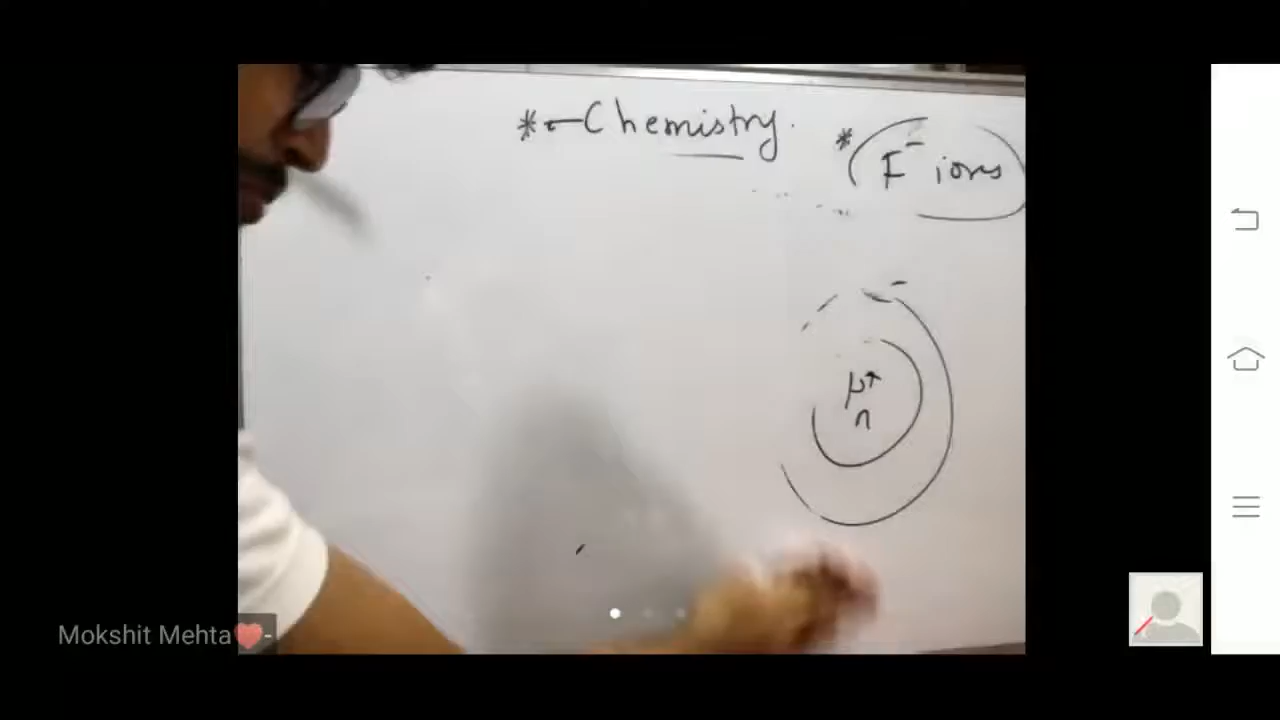 *Chemistry.
* F⁻ ions
p+
n
Mokshit Mehta❤️-